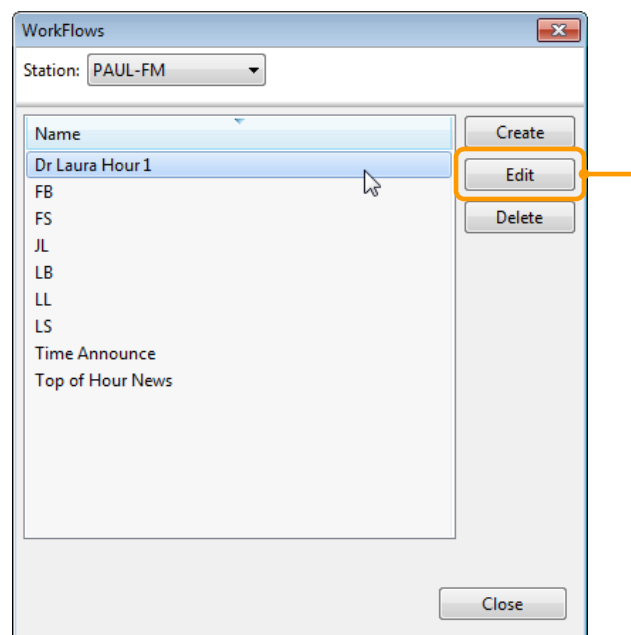 WorkFlows
Station: PAUL-FM
Name
Create
Dr Laura Hour 1
Edit
FB
FS
Delete
JL
LB
LL
LS
Time Announce
Top of Hour News
Close